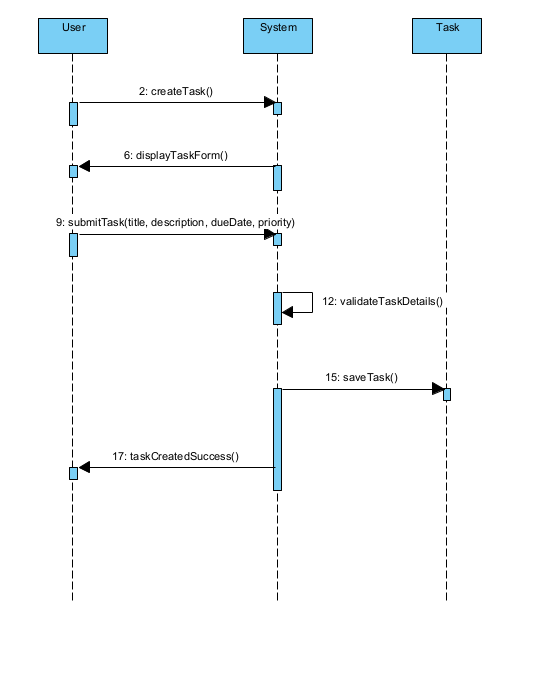 User
System
Task
2: createTask()
6: displayTaskForm()
9: submitTask(title, description, dueDate, priority)
12: validateTaskDetails()
15: saveTask()
17: taskCreatedSuccess()